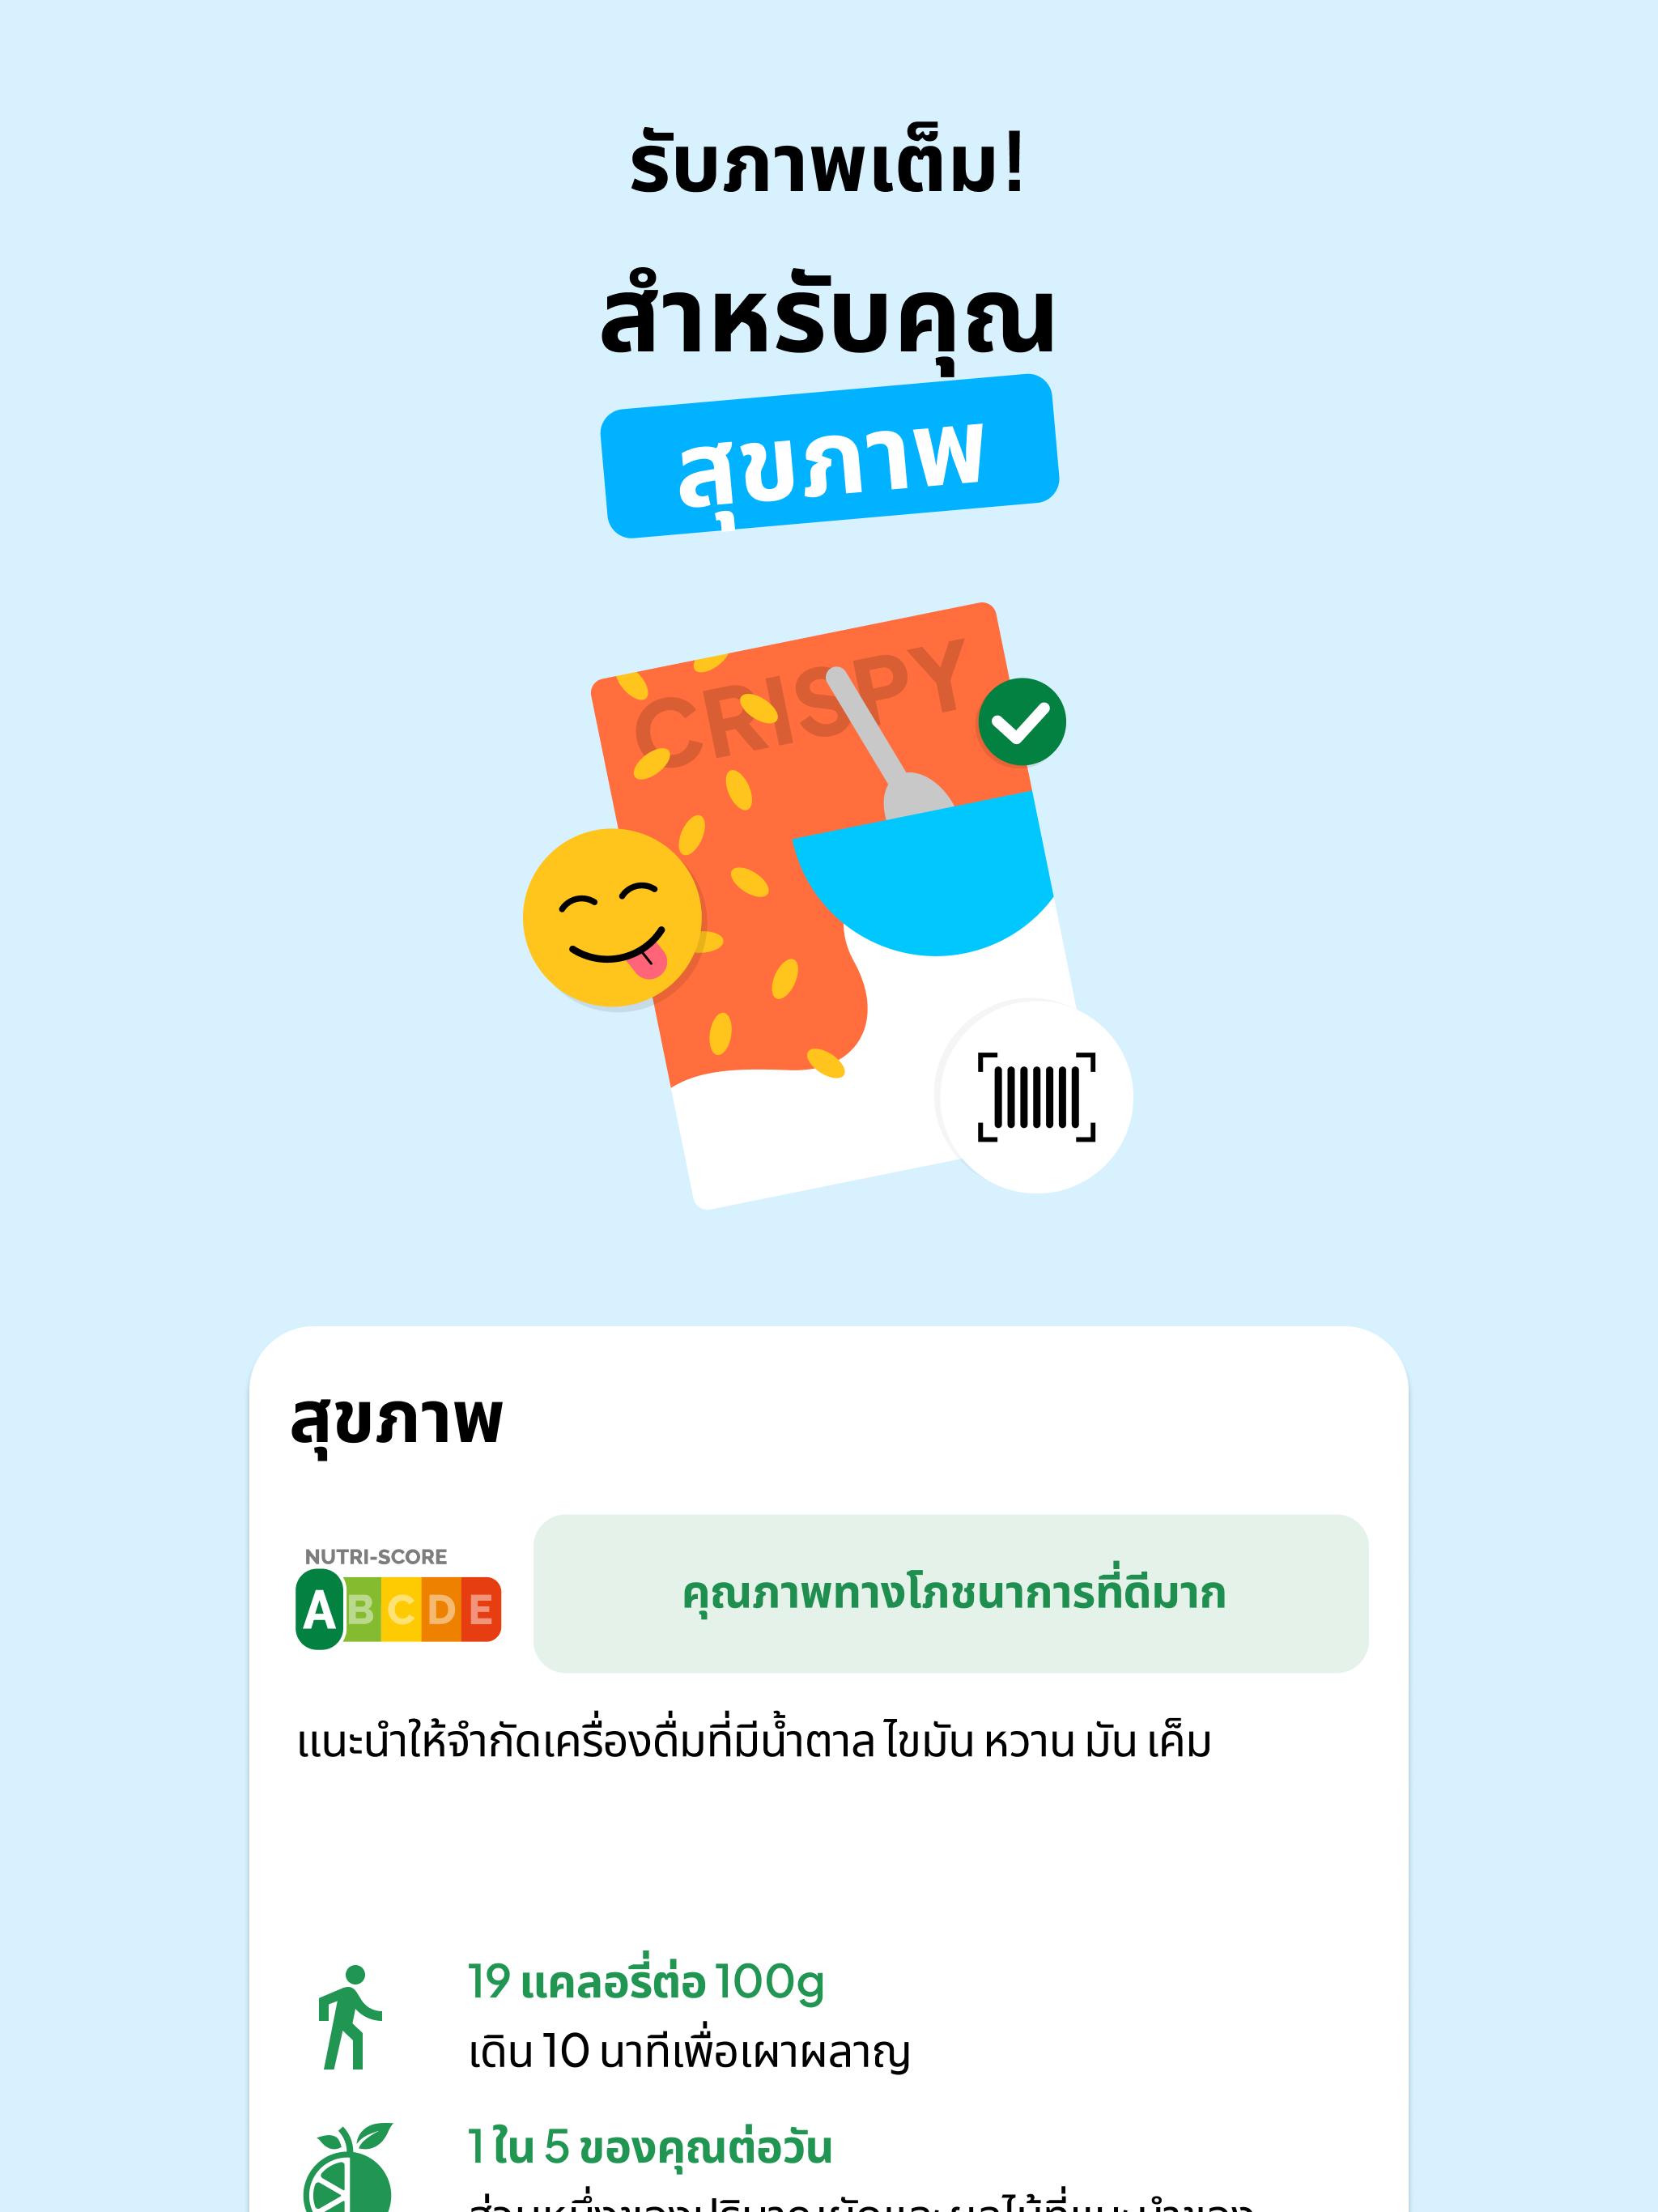 รับภาพเต็ม!
สำหรับคุณ
สุขภาพ
CRISPY
สุขภาพ
NUTRI-SCORE
A B C D E
คุณภาพทางโภชนาการที่ดีมาก
แนะนำให้จำกัดเครื่องดื่มที่มีน้ำตาล ไขมัน หวาน มัน เค็ม
19 แคลอรี่ต่อ 100g
เดิน 10 นาทีเพื่อเผาผลาญ
1 ใน 5 ของคุณต่อวัน